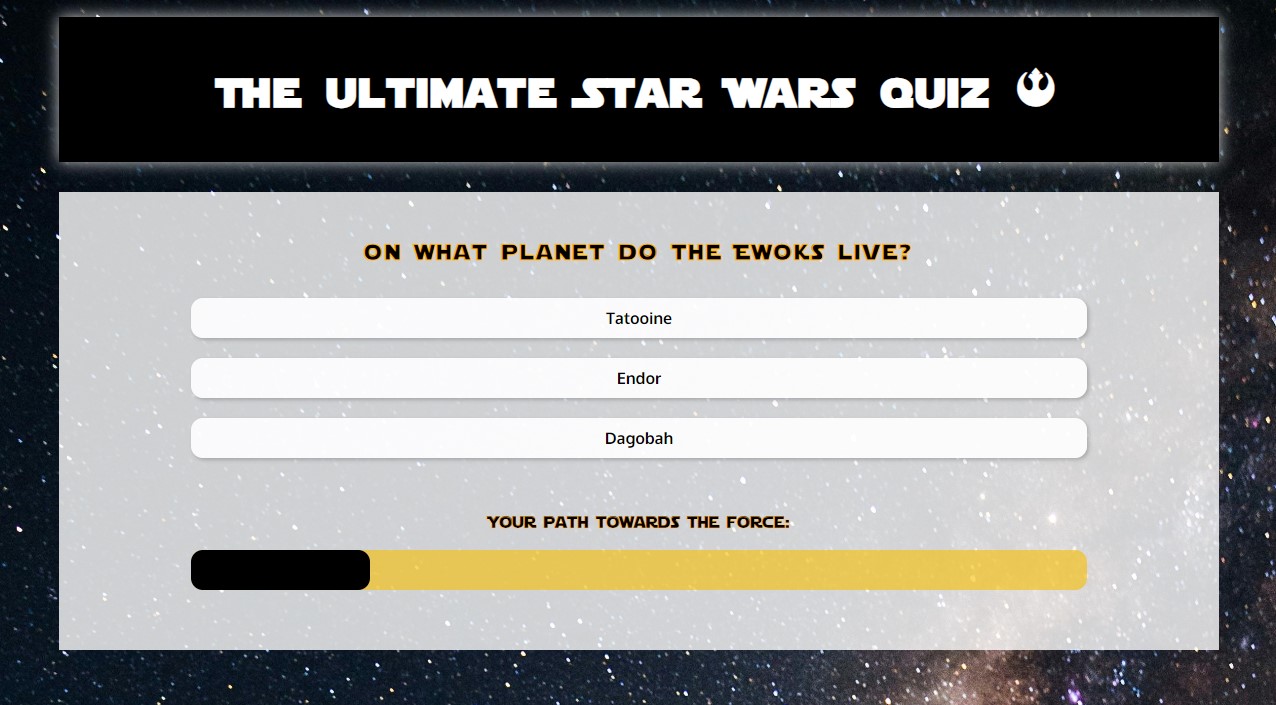 THE ULTIMATE STAR WARS QUIZ
ON WHAT PLANET DO THE EWOKS LIVE?
Tatooine
Endor
Dagobah
YOUR PATH TOWARDS THE FORCE: